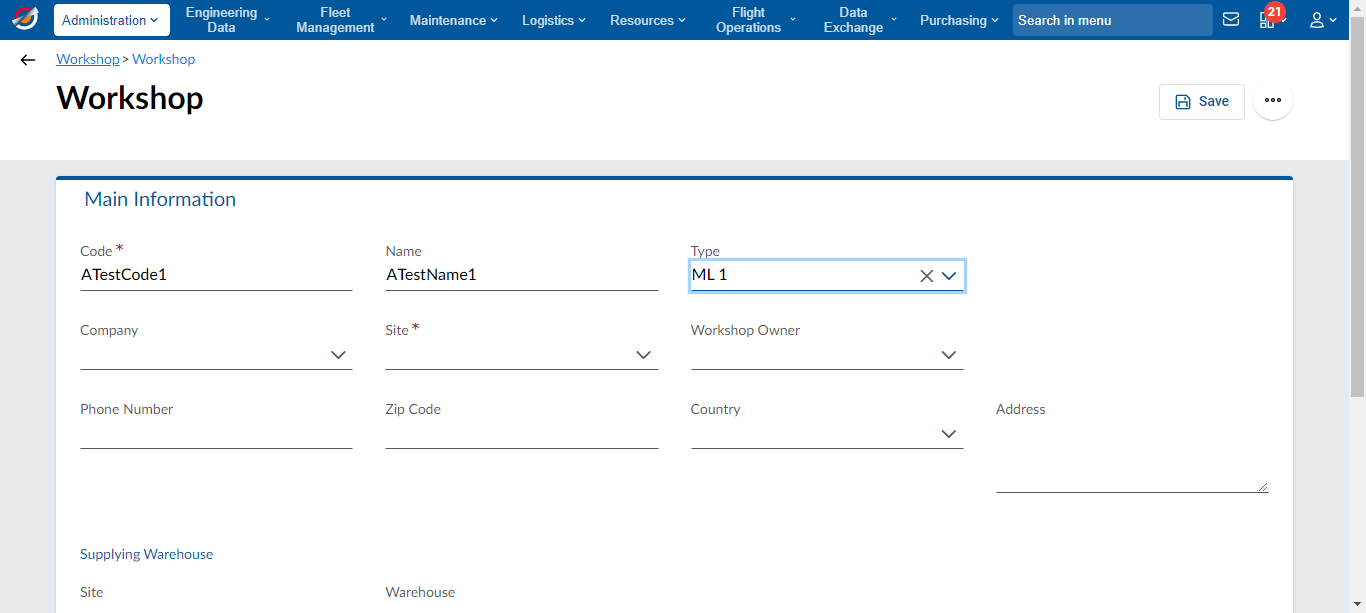 Administration
Engineering
Data
Fleet
Management
Maintenance
Logistics
Resources
Flight
Operations
Data
Exchange
Purchasing
Search in menu
21
Workshop > Workshop
Workshop
Save
Main Information
Code *
Name
Type
ATestCode1
ATestName1
ML 1
Company
Site *
Workshop Owner
Phone Number
Zip Code
Country
Address
Supplying Warehouse
Site
Warehouse